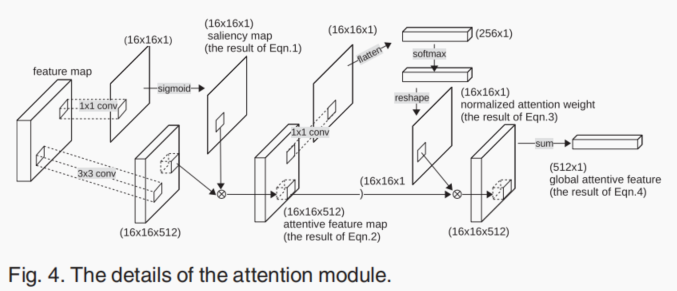 (16x16x1)
(16x16x1)
saliency map
(the result of Eqn.1)
(16x16x1)
flatten
(256x1)
softmax
feature map
1x1 conv
sigmoid
reshape
(16x16x1)
normalized attention weight
(the result of Eqn.3)
1x1 conv
sum
3x3 conv
(512x1)
global attentive feature
(the result of Eqn.4)
(16x16x1
(16x16x512)
(16x16x512)
attentive feature map
(the result of Eqn.2)
(16x16x512)
Fig. 4. The details of the attention module.